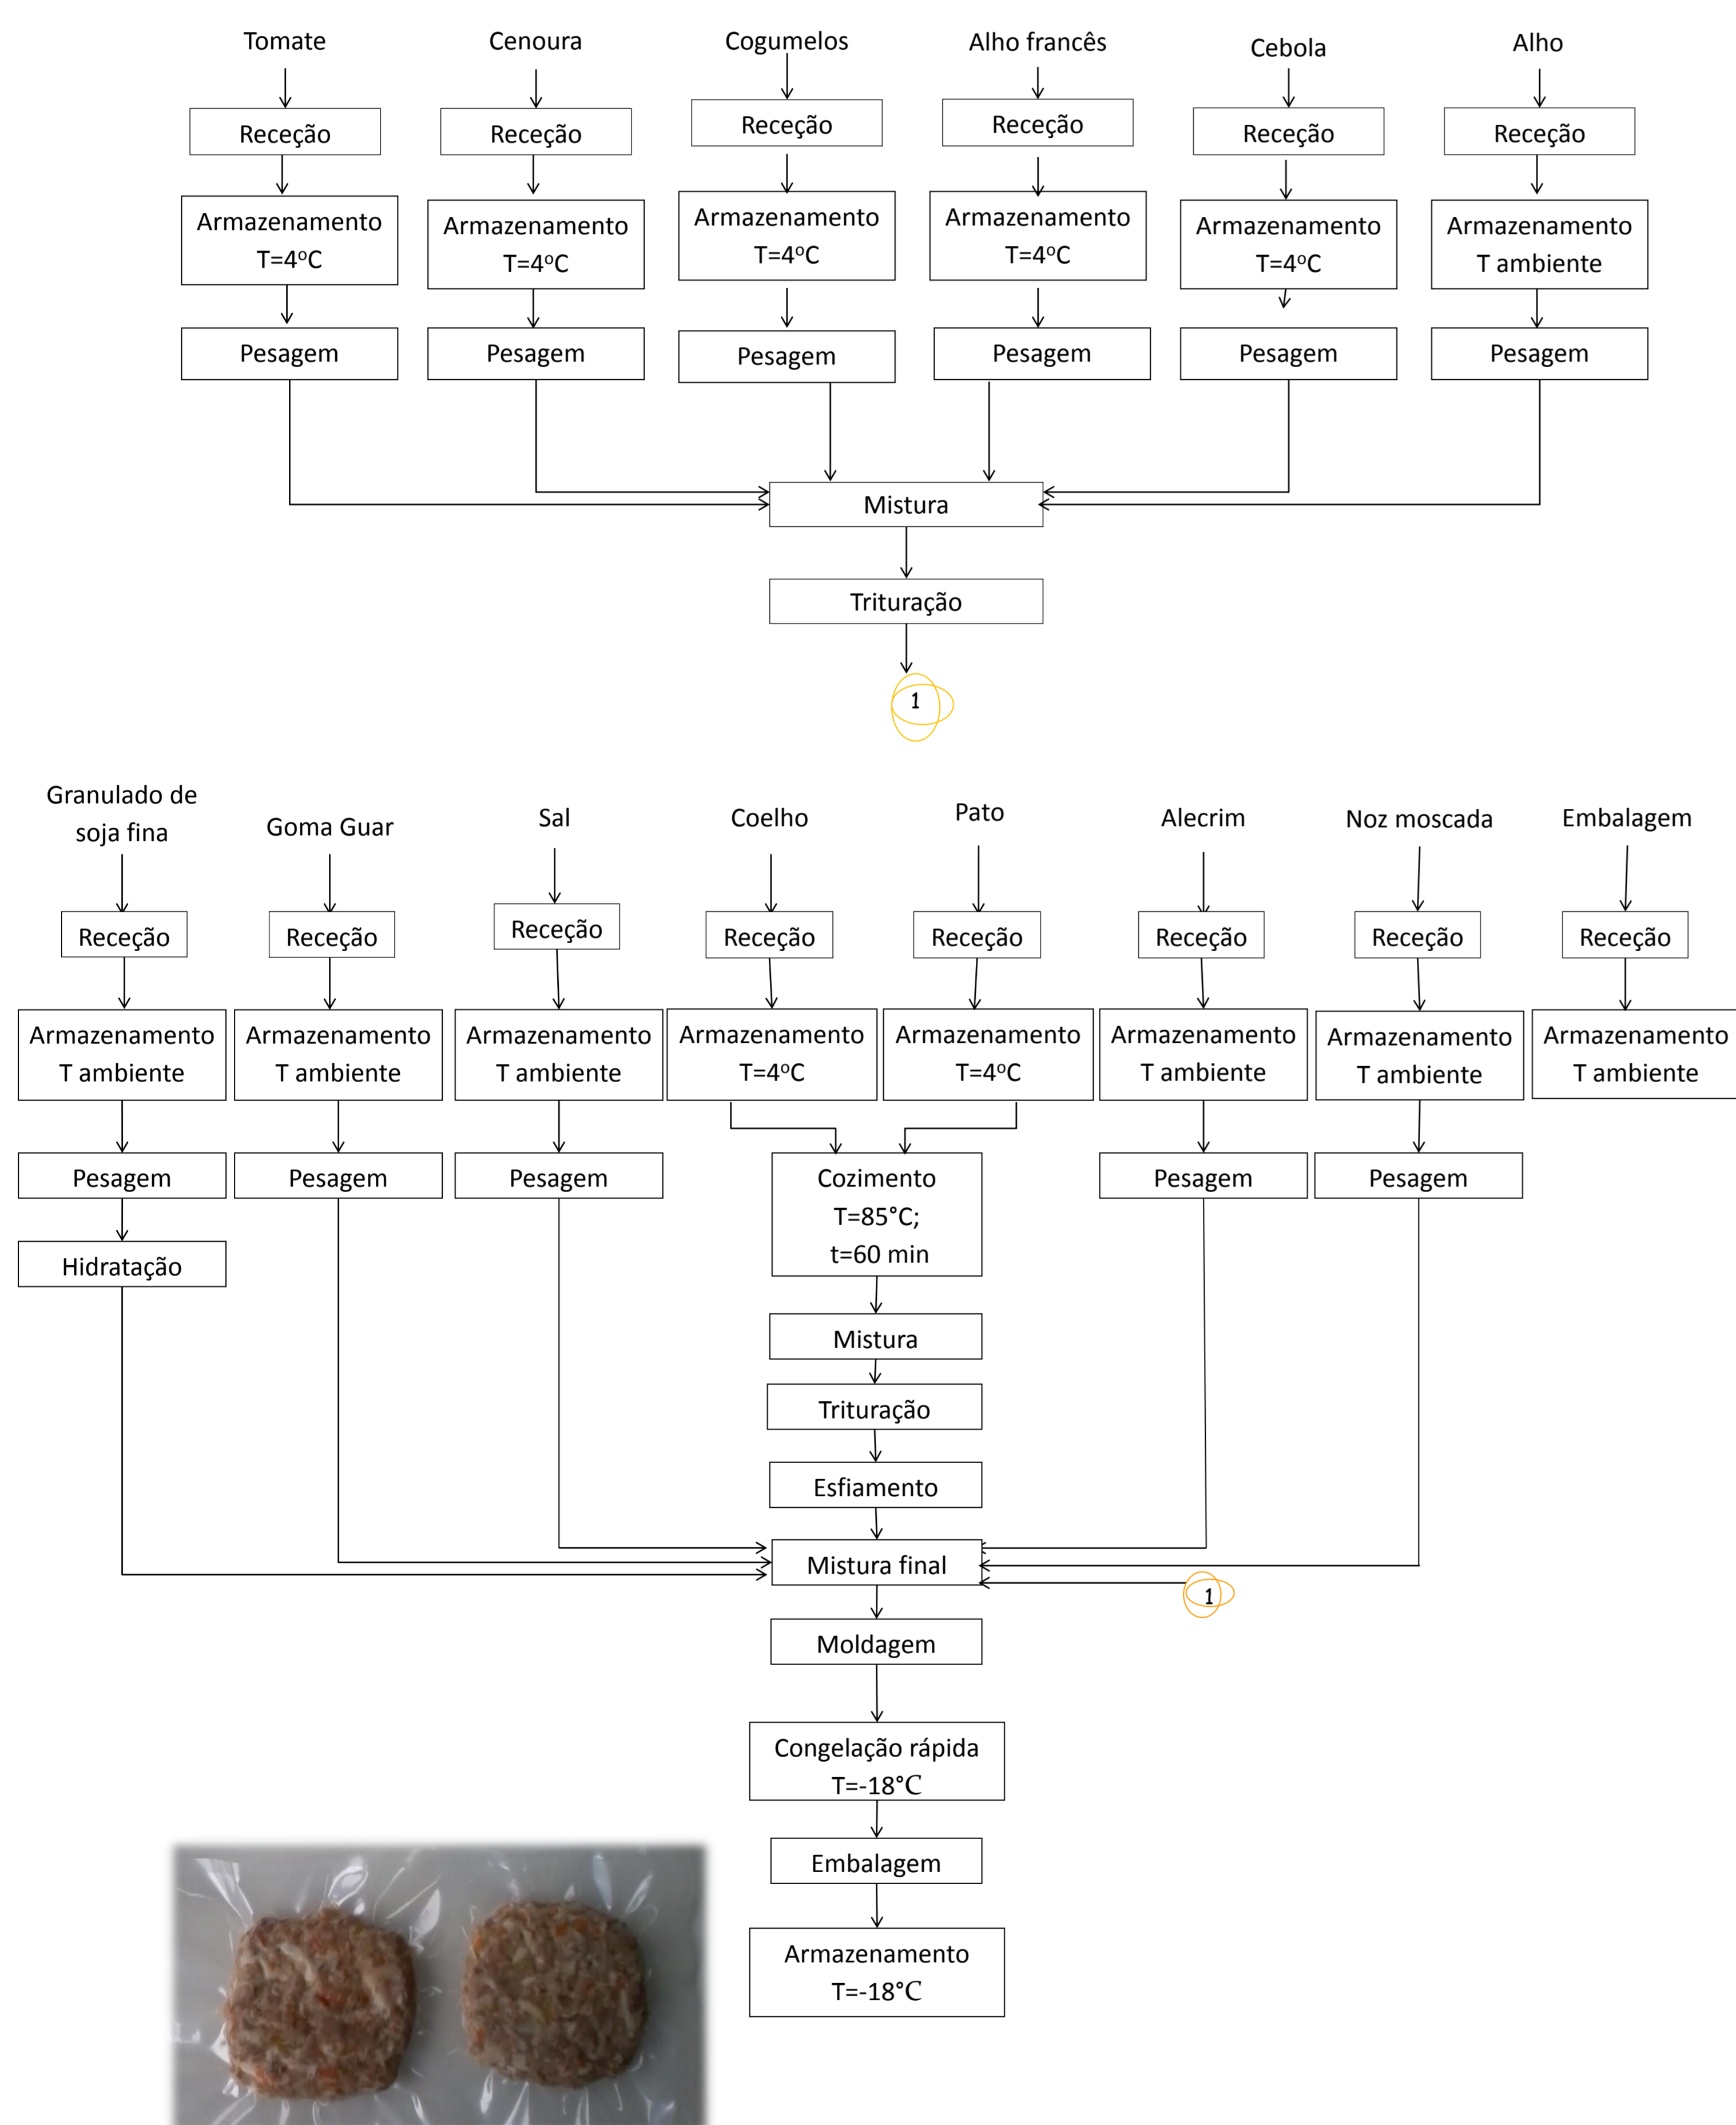 Tomate
Cenoura
Cogumelos
Alho francês
Cebola
Alho
Receção
Receção
Receção
Receção
Receção
Receção
Armazenamento
T=4ºC
Armazenamento
T=4ºC
Armazenamento
T=4ºC
Armazenamento
T=4ºC
Armazenamento
T=4ºC
Armazenamento
T ambiente
Pesagem
Pesagem
Pesagem
Pesagem
Pesagem
Pesagem
Mistura
Trituração
1
Granulado de
soja fina
Goma Guar
Sal
Coelho
Pato
Alecrim
Noz moscada
Embalagem
Receção
Receção
Receção
Receção
Receção
Receção
Receção
Receção
Armazenamento
T ambiente
Armazenamento
T ambiente
Armazenamento
T ambiente
Armazenamento
T=4ºC
Armazenamento
T=4ºC
Armazenamento
T ambiente
Armazenamento
T ambiente
Armazenamento
T ambiente
Pesagem
Pesagem
Pesagem
Cozimento
T=85°C;
t=60 min
Pesagem
Pesagem
Hidratação
Mistura
Trituração
Esfiamento
Mistura final
1
Moldagem
Congelação rápida
T=-18°C
Embalagem
Armazenamento
T=-18°C